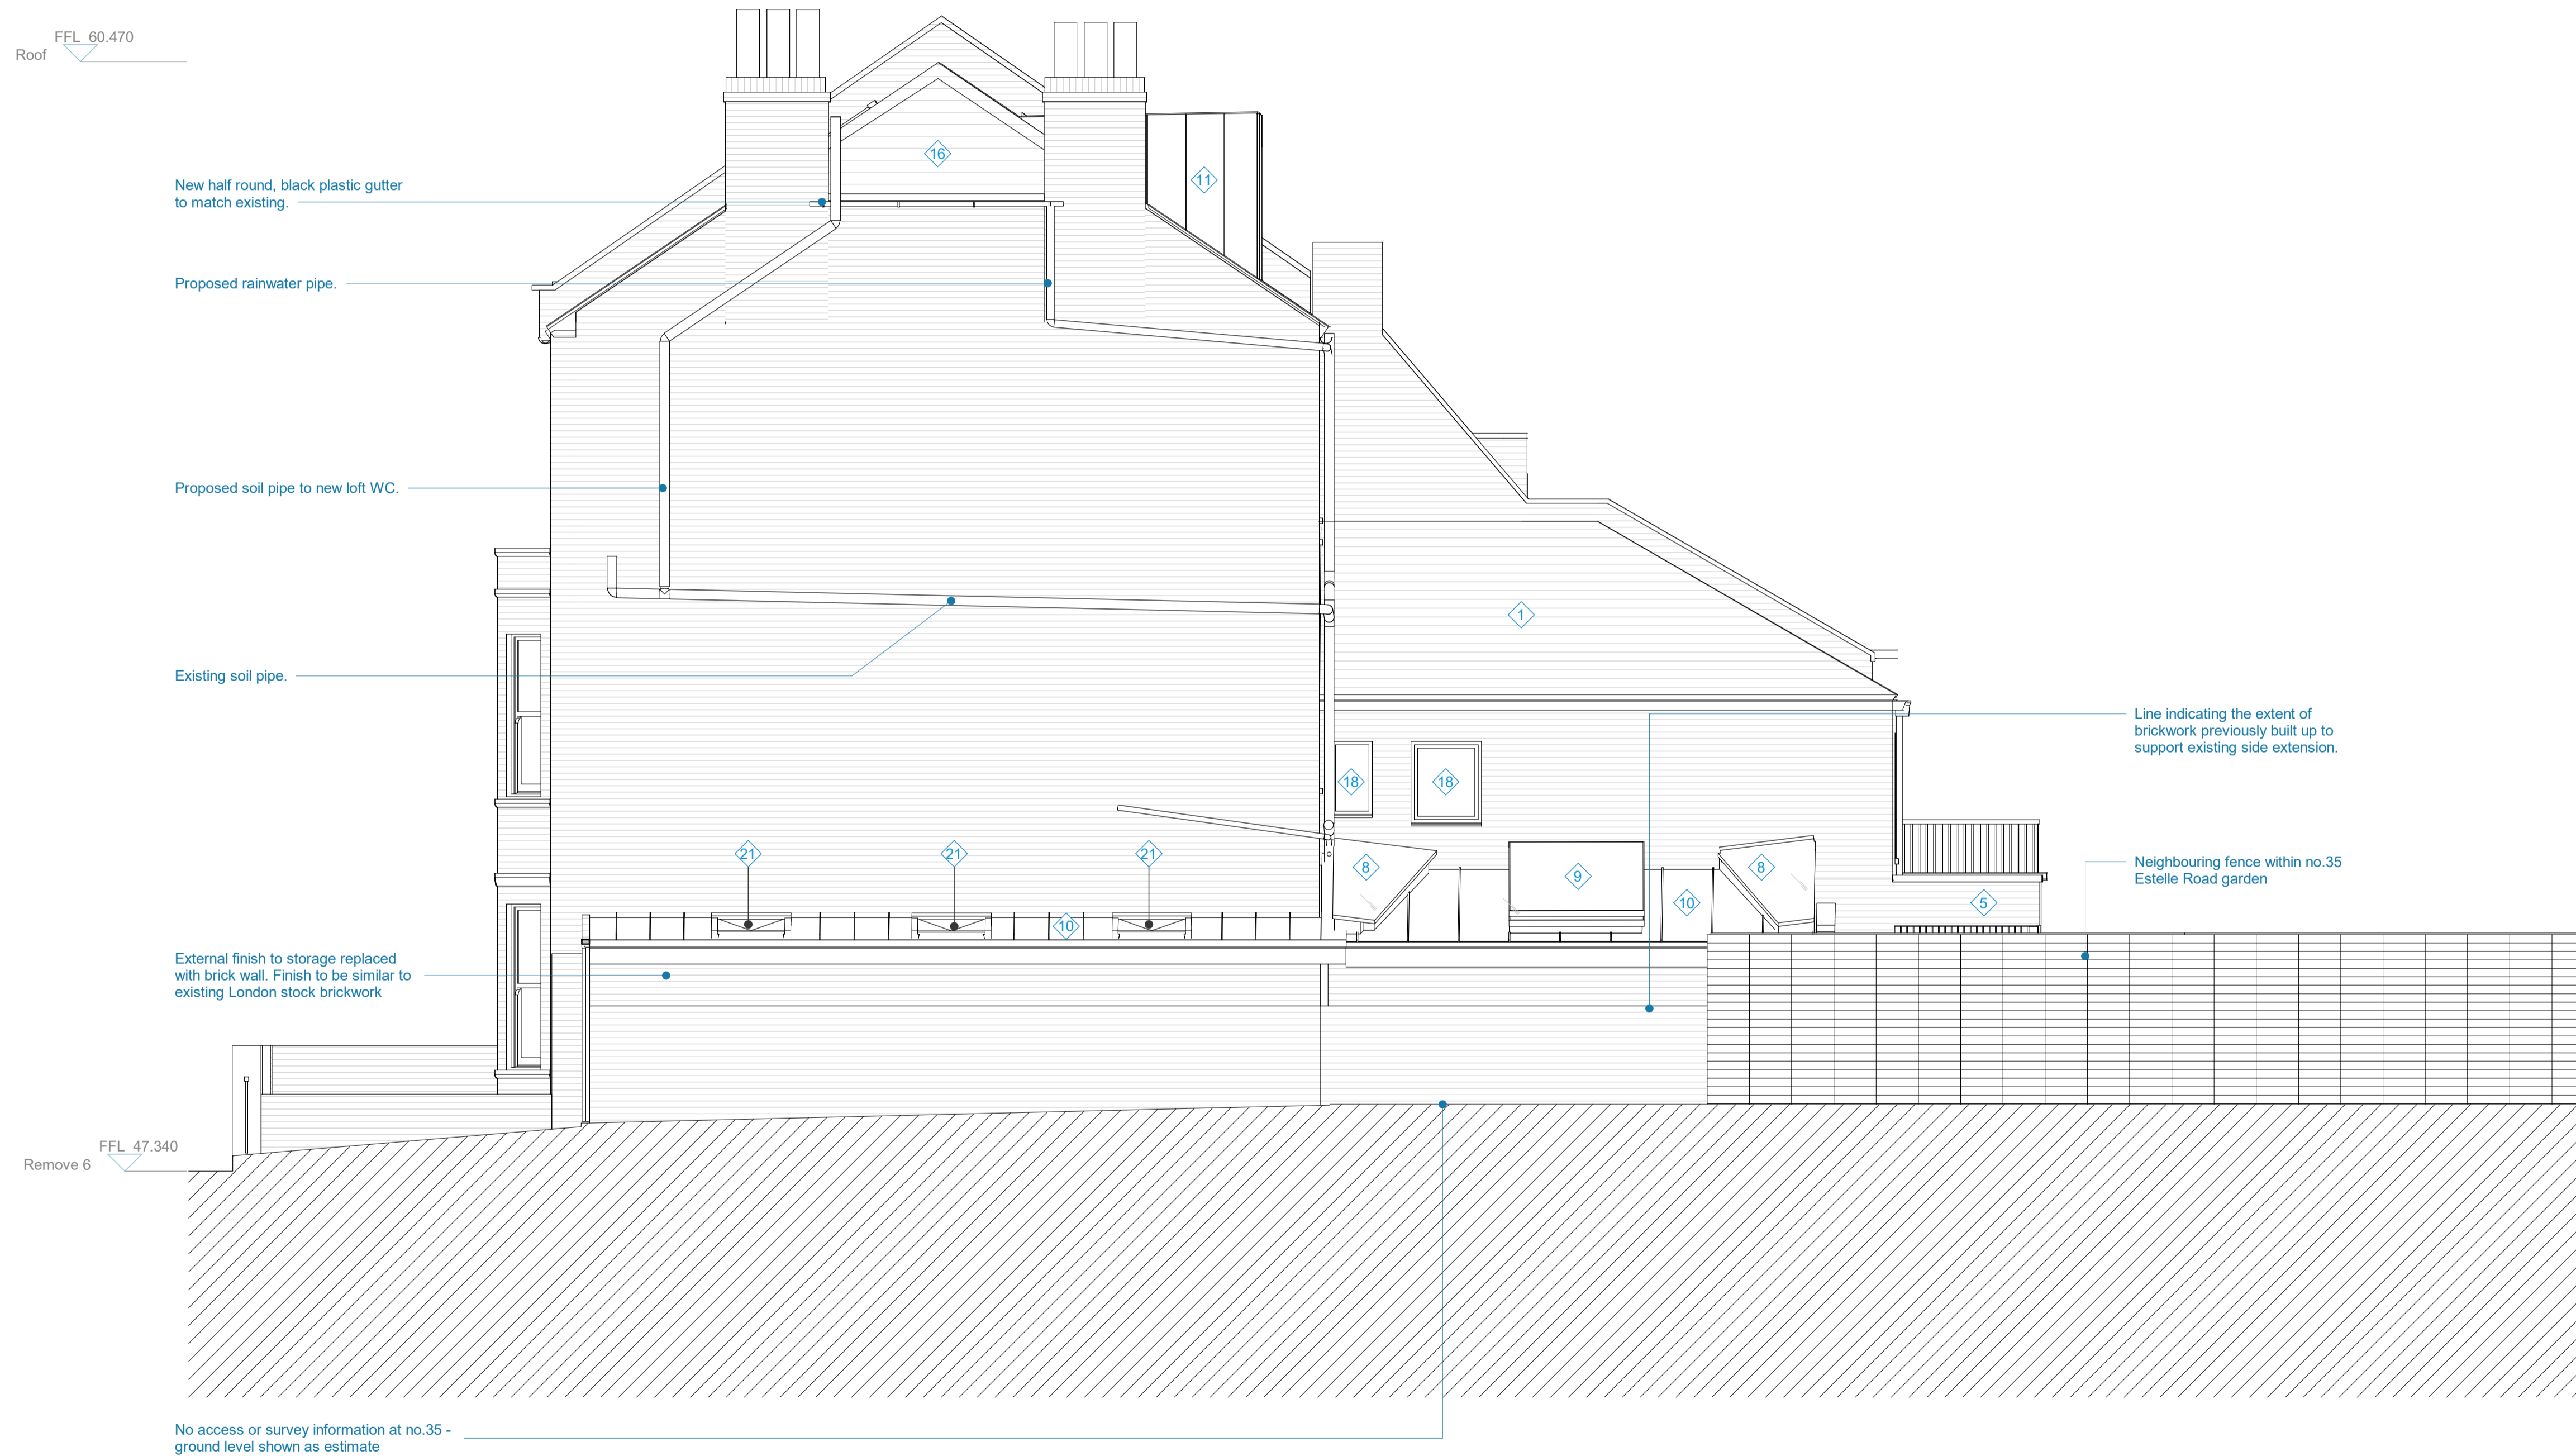 FFL 60.470
Roof
New half round, black plastic gutter
to match existing.
16
11
Proposed rainwater pipe.
Proposed soil pipe to new loft WC.
1
Existing soil pipe.
Line indicating the extent of
brickwork previously built up to
support existing side extension.
18
18
21
21
21
8
9
8
Neighbouring fence within no.35
Estelle Road garden
10
10
5
External finish to storage replaced
with brick wall. Finish to be similar to
existing London stock brickwork
FFL 47.340
Remove 6
No access or survey information at no.35 -
ground level shown as estimate